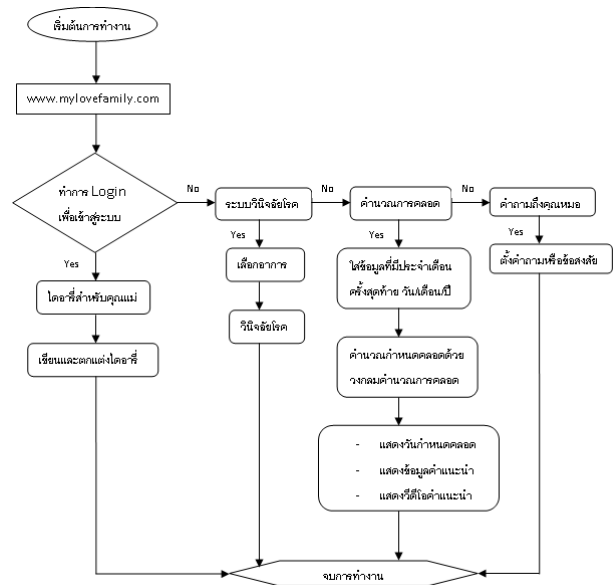 เริ่มต้นการทำงาน
www.mylovefamily.com
ทำการ Login
เพื่อเข้าสู่ระบบ
No
ระบบวินิจฉัยโรค
No
คำนวณการคลอด
No
คำถามถึงคุณหมอ
Yes
Yes
Yes
Yes
ไดอารี่สำหรับคุณแม่
เขียนและตกแต่งไดอารี่
เลือกอาการ
วินิจฉัยโรค
ใส่ข้อมูลที่มีประจำเดือน
ครั้งสุดท้าย วัน/เดือน/ปี
คำนวณกำหนดคลอดด้วย
วงกลมคำนวณการคลอด
- แสดงวันกำหนดคลอด
- แสดงข้อมูลคำแนะนำ
- แสดงวีดีโอคำแนะนำ
ตั้งคำถามหรือข้อสงสัย
จบการทำงาน